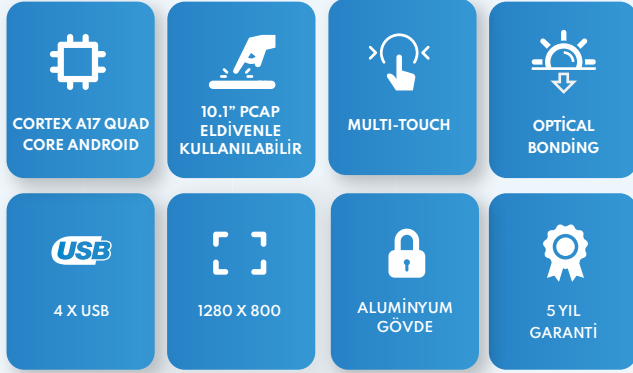 CORTEX A17 QUAD
CORE ANDROID
10.1” PCAP
ELDİVENLE
KULLANILABİLİR
MULTI-TOUCH
OPTİCAL
BONDİNG
USB
4 X USB
1280 X 800
ALUMİNYUM
GÖVDE
5 YIL
GARANTİ